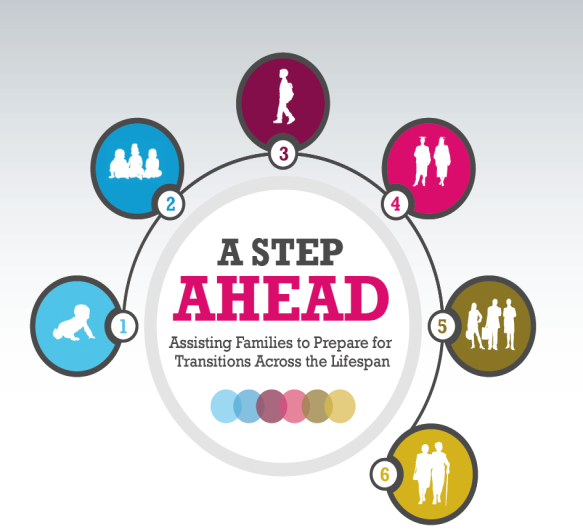 3
2
4
A STEP
AHEAD
1
5
Assisting Families to Prepare for
Transitions Across the Lifespan
6